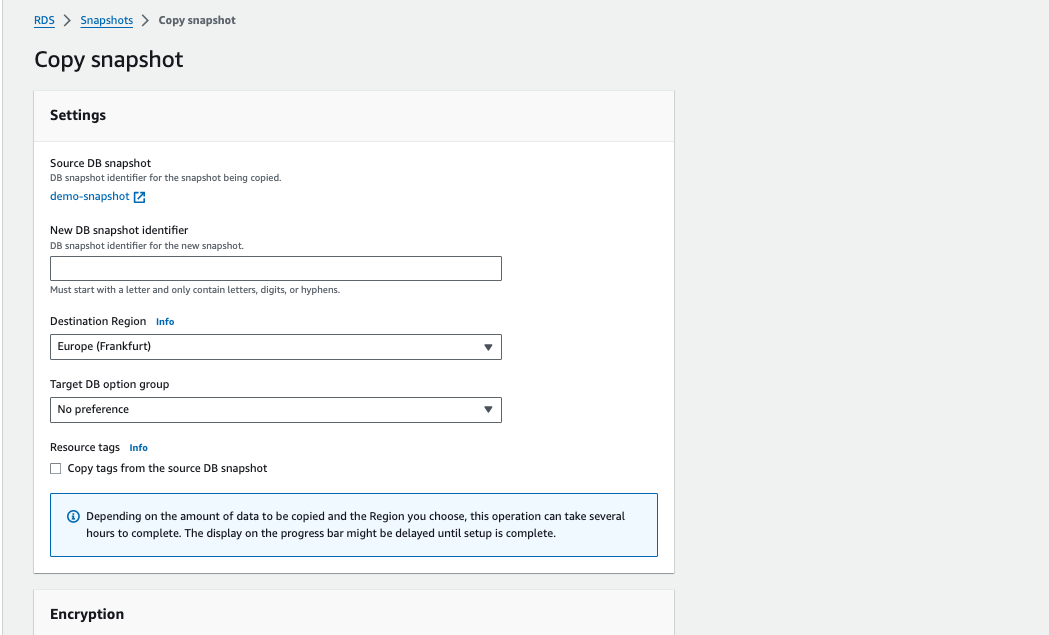 RDS > Snapshots > Copy snapshot
Copy snapshot
Settings
Source DB snapshot
DB snapshot identifier for the snapshot being copied.
demo-snapshot
New DB snapshot identifier
DB snapshot identifier for the new snapshot.
Must start with a letter and only contain letters, digits, or hyphens.
Destination Region Info
Europe (Frankfurt)
Target DB option group
No preference
Resource tags Info
Copy tags from the source DB snapshot
Depending on the amount of data to be copied and the Region you choose, this operation can take several
hours to complete. The display on the progress bar might be delayed until setup is complete.
Encryption